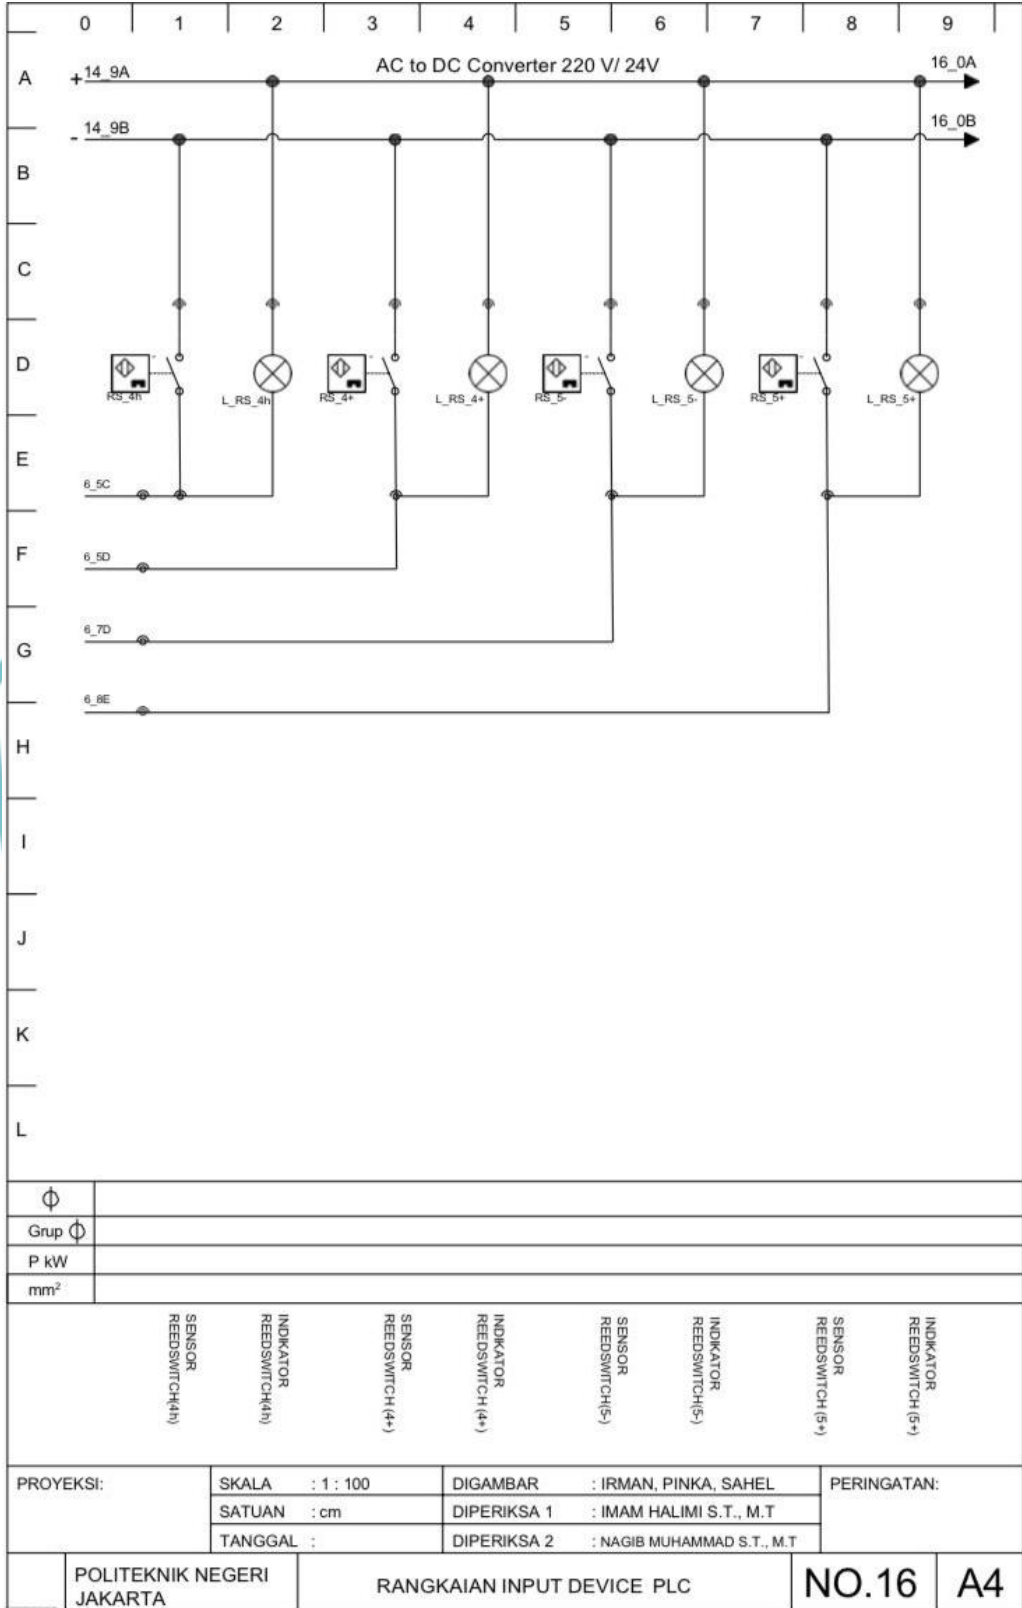 0 1 2 3 4 5 6 7 8 9
A
AC to DC Converter 220 V/ 24V
+ 14_9A
16_0A
- 14_9B
16_0B
B
C
D
RS_4h
L_RS_4h
RS_4+
L_RS_4+
RS_5-
L_RS_5-
RS_5+
L_RS_5+
E
6_5C
F
6_5D
G
6_7D
6_8E
H
I
J
K
L
Φ
Grup Φ
P kW
mm²
SENSOR
REEDSWITCH(4h)
INDIKATOR
REEDSWITCH(4h)
SENSOR
REEDSWITCH (4+)
INDIKATOR
REEDSWITCH (4+)
SENSOR
REEDSWITCH(5-)
INDIKATOR
REEDSWITCH(5-)
SENSOR
REEDSWITCH (5+)
INDIKATOR
REEDSWITCH (5+)
PROYEKSI:
SKALA : 1 : 100
SATUAN : cm
TANGGAL :
DIGAMBAR : IRMAN, PINKA, SAHEL
DIPERIKSA 1 : IMAM HALIMI S.T., M.T
DIPERIKSA 2 : NAGIB MUHAMMAD S.T., M.T
PERINGATAN:
POLITEKNIK NEGERI
JAKARTA
RANGKAIAN INPUT DEVICE PLC
NO.16
A4